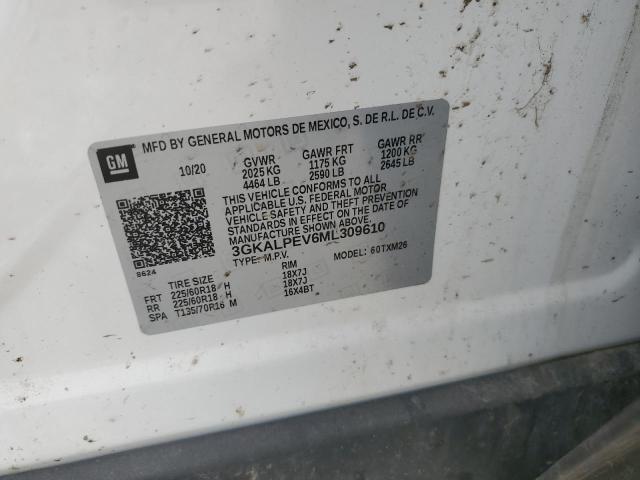 MFD BY GENERAL MOTORS DE MEXICO, S. DE R.L. DE C.V.
GM
10/20 GVWR GAWR FRT GAWR RR
2025 KG 1175 KG 1200 KG
4464 LB 2590 LB 2645 LB
THIS VEHICLE CONFORMS TO ALL
APPLICABLE U.S. FEDERAL MOTOR
VEHICLE SAFETY AND THEFT PREVENTION
STANDARDS IN EFFECT ON THE DATE OF
MANUFACTURE SHOWN ABOVE.
3GKALPEV6ML309610
TYPE: M.P.V. MODEL: 60TXM26
8624
TIRE SIZE RIM
FRT 225/60R18 H 18X7J
RR 225/60R18 H 18X7J
SPA T135/70R16 M 16X4BT